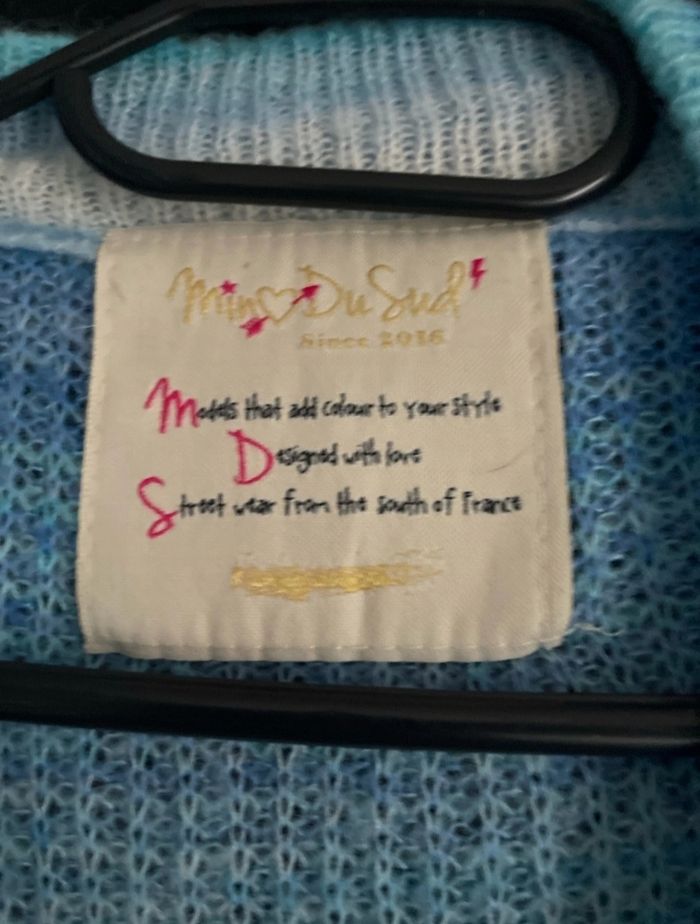 Min Du Sud
Since 2016
Models that add colour to your style
Designed with love
Street wear from the south of France